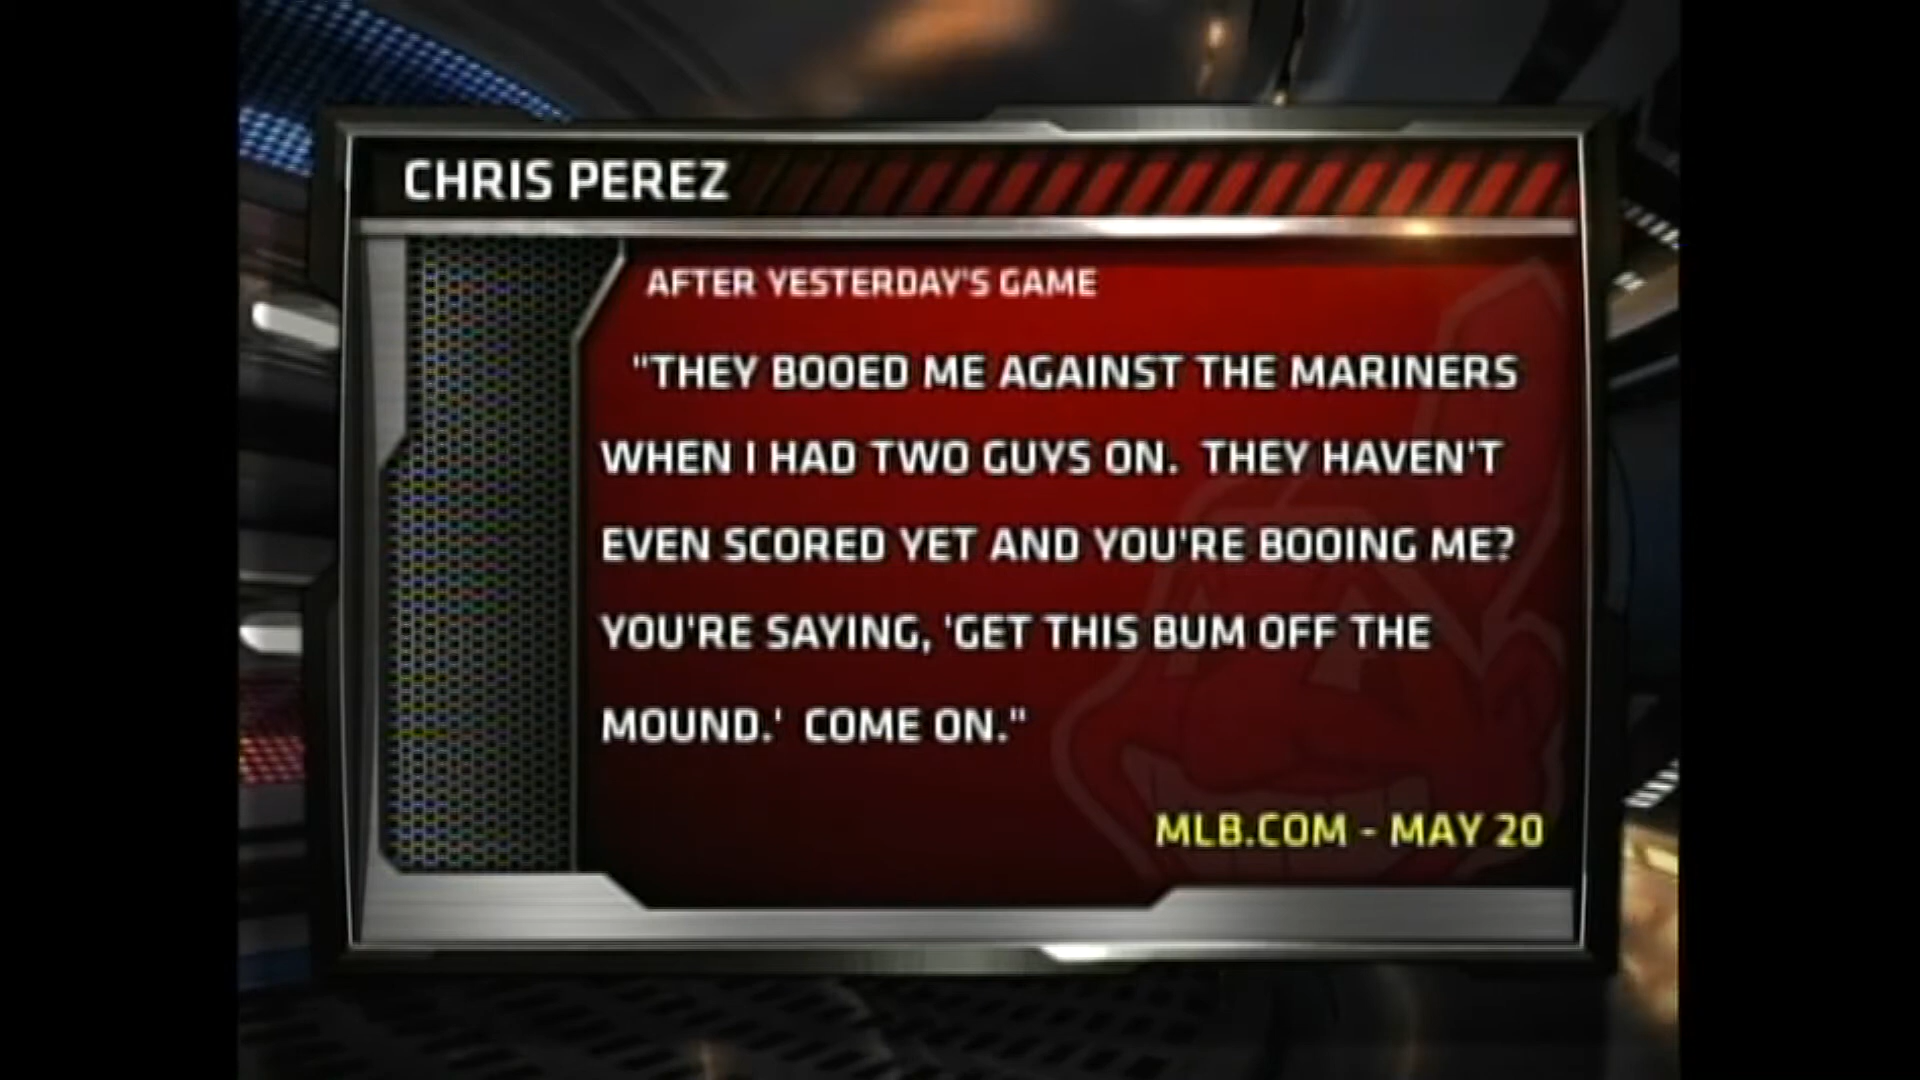 CHRIS PEREZ
AFTER YESTERDAY'S GAME
"THEY BOOED ME AGAINST THE MARINERS
WHEN I HAD TWO GUYS ON.  THEY HAVEN'T
EVEN SCORED YET AND YOU'RE BOOING ME?
YOU'RE SAYING, 'GET THIS BUM OFF THE
MOUND.'  COME ON."
MLB.COM - MAY 20